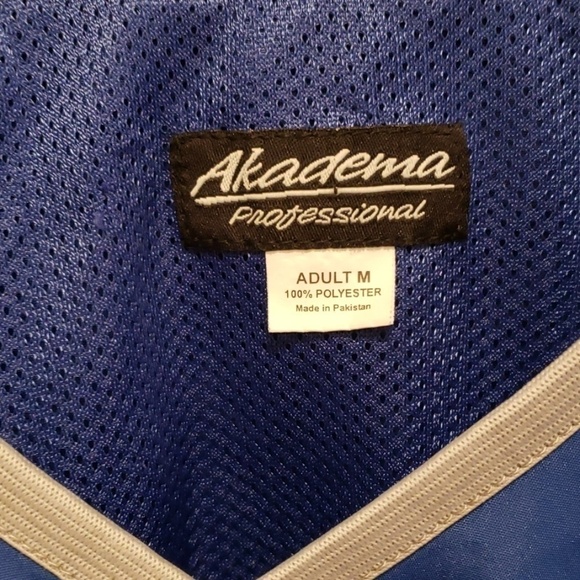 Akadema
Professional
ADULT M
100% POLYESTER
Made in Pakistan